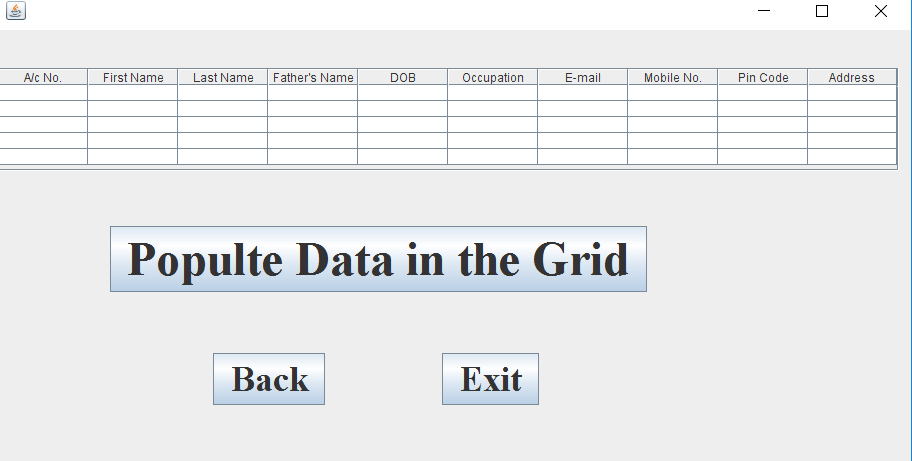 A/c No. First Name Last Name Father's Name DOB Occupation E-mail Mobile No. Pin Code Address
Populte Data in the Grid
Back Exit